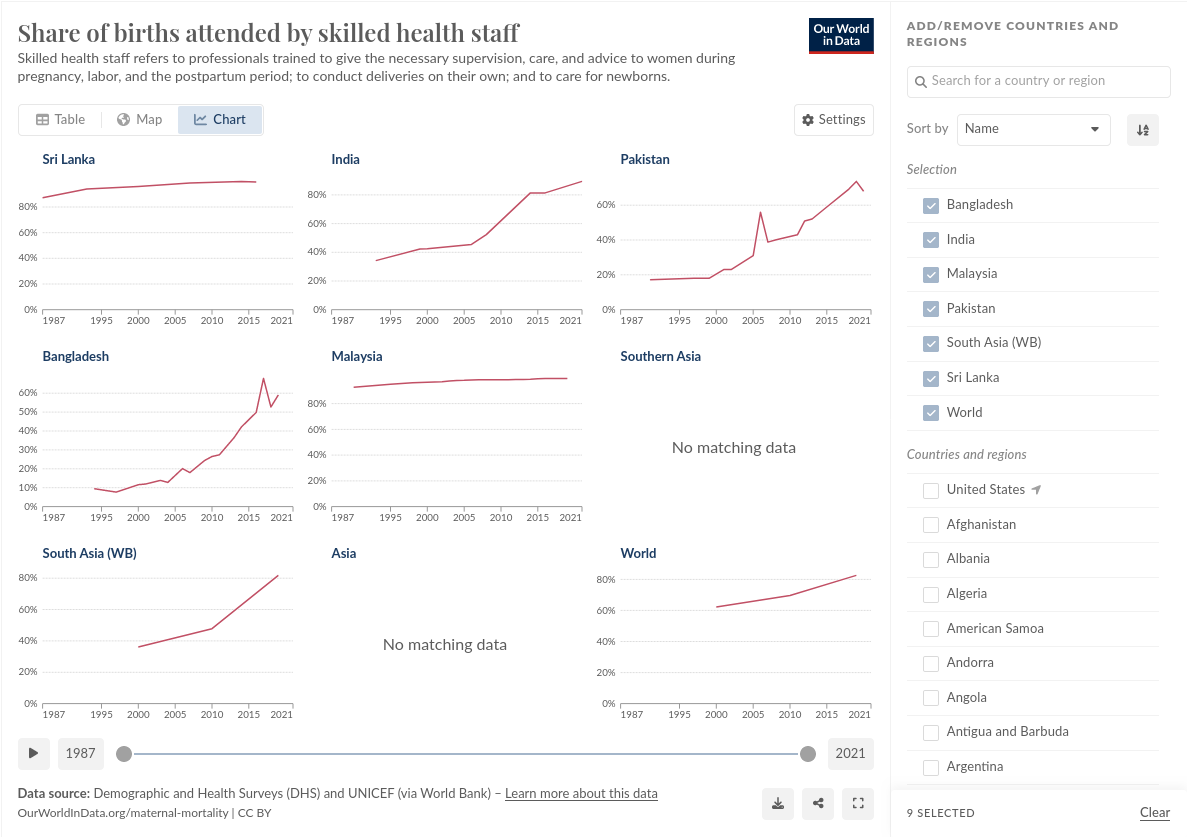 Share of births attended by skilled health staff
Skilled health staff refers to professionals trained to give the necessary supervision, care, and advice to women during
pregnancy, labor, and the postpartum period; to conduct deliveries on their own; and to care for newborns.
Our World
in Data
Table
Map
Chart
Settings
Sri Lanka
80%
60%
40%
20%
0%
1987 1995 2000 2005 2010 2015 2021
India
80%
60%
40%
20%
0%
1987 1995 2000 2005 2010 2015 2021
Pakistan
60%
40%
20%
0%
1987 1995 2000 2005 2010 2015 2021
Bangladesh
60%
50%
40%
30%
20%
10%
0%
1987 1995 2000 2005 2010 2015 2021
Malaysia
80%
60%
40%
20%
0%
1987 1995 2000 2005 2010 2015 2021
Southern Asia
No matching data
South Asia (WB)
80%
60%
40%
20%
0%
1987 1995 2000 2005 2010 2015 2021
Asia
No matching data
World
80%
60%
40%
20%
0%
1987 1995 2000 2005 2010 2015 2021
1987
2021
Data source: Demographic and Health Surveys (DHS) and UNICEF (via World Bank) – Learn more about this data
OurWorldInData.org/maternal-mortality | CC BY
ADD/REMOVE COUNTRIES AND
REGIONS
Search for a country or region
Sort by
Name
Selection
Bangladesh
India
Malaysia
Pakistan
South Asia (WB)
Sri Lanka
World
Countries and regions
United States
Afghanistan
Albania
Algeria
American Samoa
Andorra
Angola
Antigua and Barbuda
Argentina
9 SELECTED
Clear